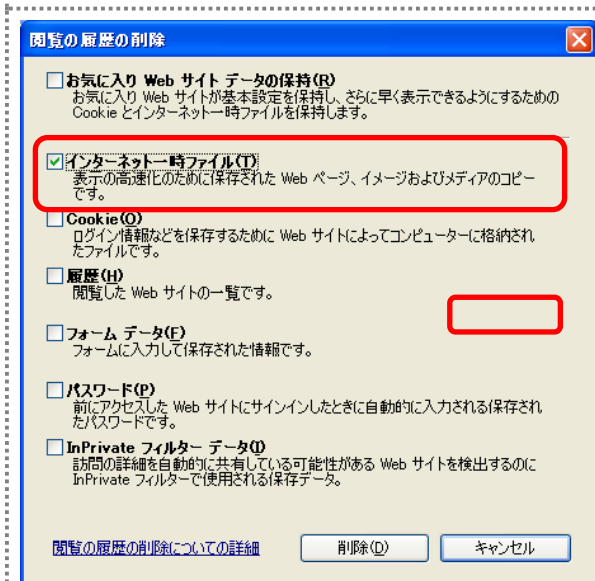 閲覧の履歴の削除
お気に入り Web サイト データの保持(R)
お気に入り Web サイトが基本設定を保持し、さらに早く表示できるようにするための
Cookie とインターネット一時ファイルを保持します。
インターネット一時ファイル(T)
表示の高速化のために保存された Web ページ、イメージおよびメディアのコピー
です。
Cookie(O)
ログイン情報などを保存するために Web サイトによってコンピューターに格納され
たファイルです。
履歴(H)
閲覧した Web サイトの一覧です。
フォーム データ(F)
フォームに入力して保存された情報です。
パスワード(P)
前にアクセスした Web サイトにサインインしたときに自動的に入力される保存され
たパスワードです。
InPrivate フィルター データ(I)
訪問の詳細を自動的に共有している可能性がある Web サイトを検出するのに
InPrivate フィルターで使用される保存データ。
閲覧の履歴の削除についての詳細
削除(D)
キャンセル